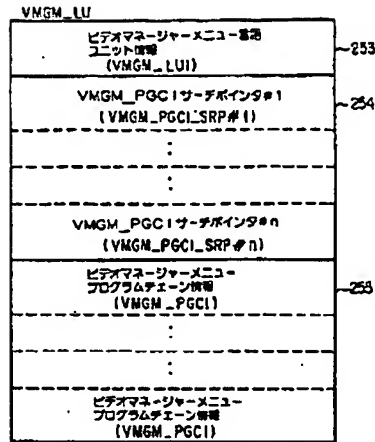 VMGM_LU
ビデオマネージャーメニュー言語
ユニット情報
(VMGM_LUI)
253
VMGM_PGCIサーチポインタ#1
(VMGM_PGCI_SRP#1)
254
VMGM_PGCIサーチポインタ#n
(VMGM_PGCI_SRP#n)
ビデオマネージャーメニュー
プログラムチェーン情報
(VMGM_PGCI)
255
ビデオマネージャーメニュー
プログラムチェーン情報
(VMGM_PGCI)